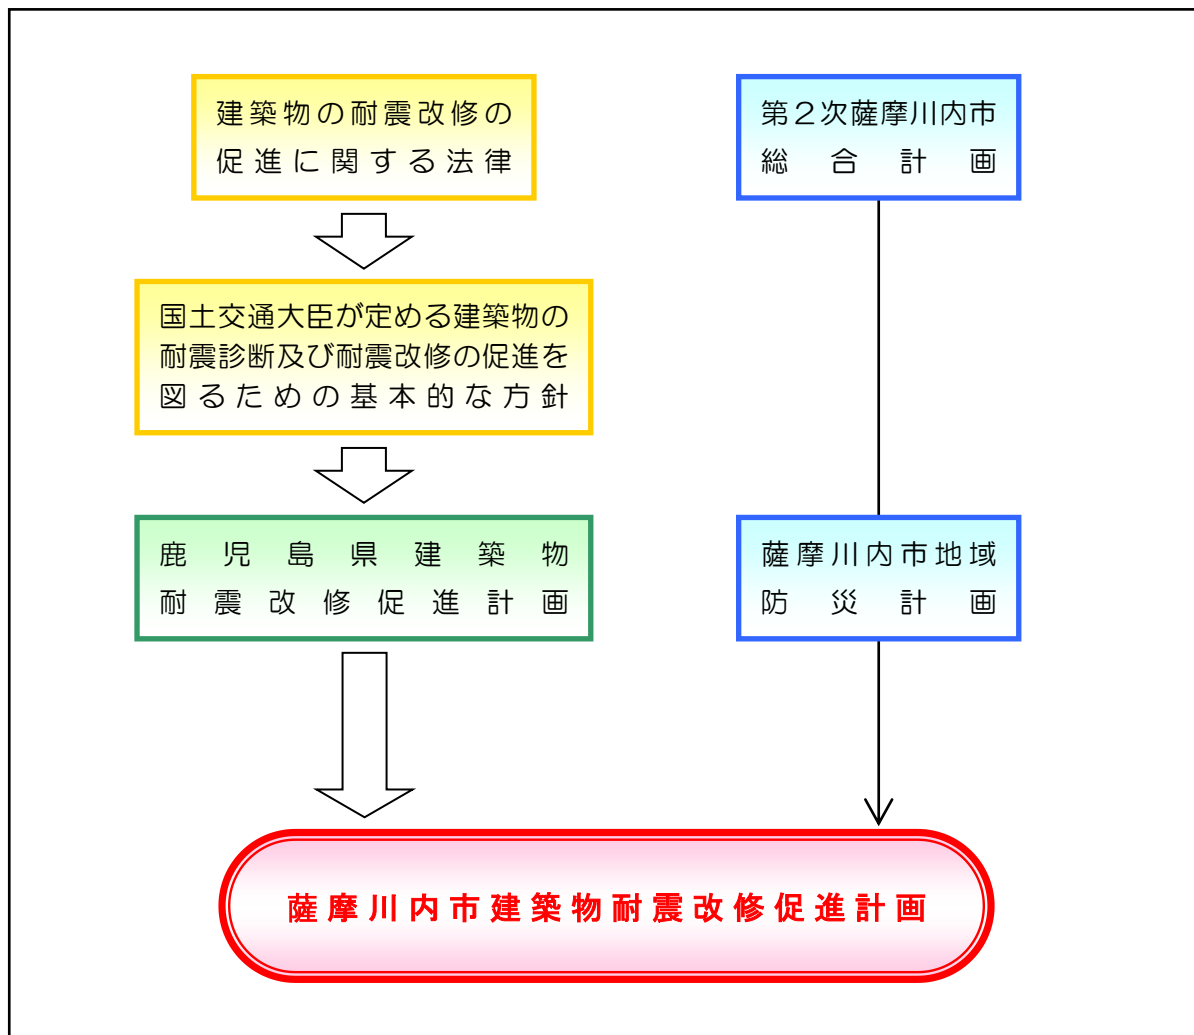 建築物の耐震改修の
促進に関する法律
第２次薩摩川内市
総合計画
国土交通大臣が定める建築物の
耐震診断及び耐震改修の促進を
図るための基本的な方針
鹿児島県建築物
耐震改修促進計画
薩摩川内市地域
防災計画
薩摩川内市建築物耐震改修促進計画